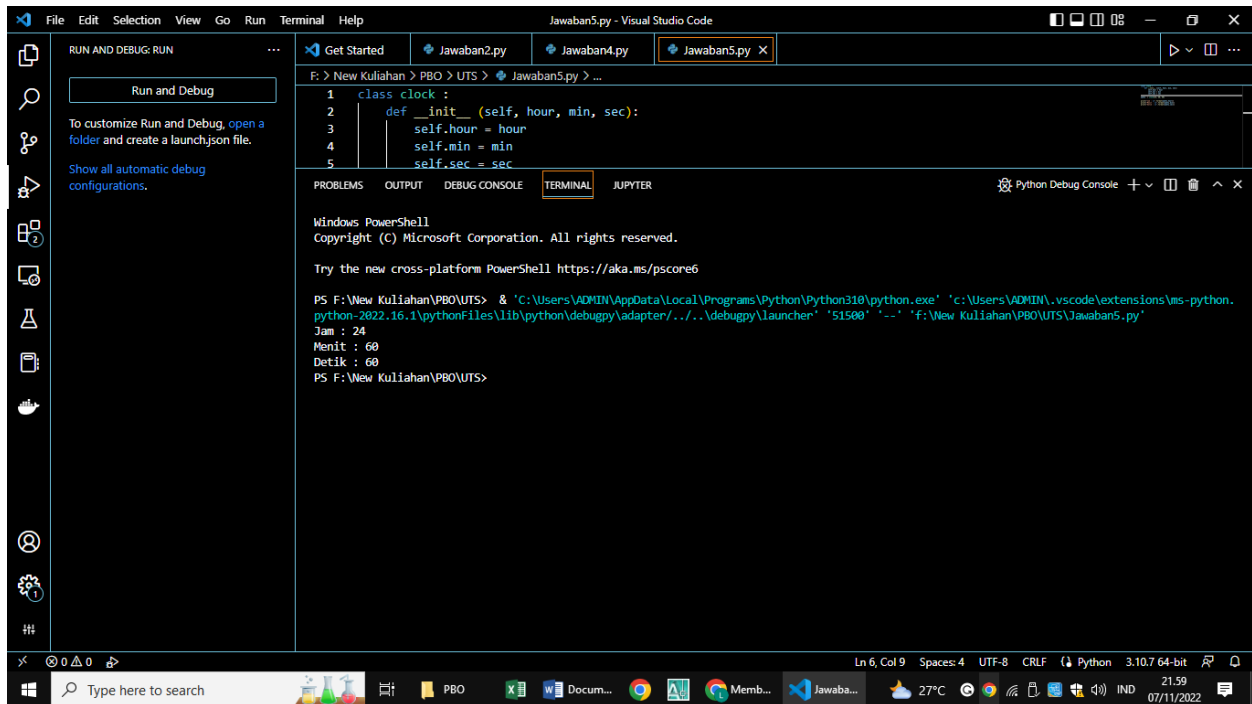 File Edit Selection View Go Run Terminal Help Jawaban5.py - Visual Studio Code
RUN AND DEBUG: RUN ...
Run and Debug
To customize Run and Debug, open a
folder and create a launch.json file.
Show all automatic debug
configurations.
Get Started Jawaban2.py Jawaban4.py Jawaban5.py
F: > New Kuliahan > PBO > UTS > Jawaban5.py > ...
1 class clock :
2 def __init__ (self, hour, min, sec):
3 self.hour = hour
4 self.min = min
5 self.sec = sec
PROBLEMS OUTPUT DEBUG CONSOLE TERMINAL JUPYTER Python Debug Console
Windows PowerShell
Copyright (C) Microsoft Corporation. All rights reserved.
Try the new cross-platform PowerShell https://aka.ms/pscore6
PS F:\New Kuliahan\PBO\UTS> & 'C:\Users\ADMIN\AppData\Local\Programs\Python\Python310\python.exe' 'c:\Users\ADMIN\.vscode\extensions\ms-python.
python-2022.16.1\pythonFiles\lib\python\debugpy\adapter/../..\debugpy\launcher' '51500' '--' 'f:\New Kuliahan\PBO\UTS\Jawaban5.py'
Jam : 24
Menit : 60
Detik : 60
PS F:\New Kuliahan\PBO\UTS>
2
1
0 0 Ln 6, Col 9 Spaces: 4 UTF-8 CRLF Python 3.10.7 64-bit
Type here to search PBO Docum... Memb... Jawaba... 27°C IND 21.59
07/11/2022